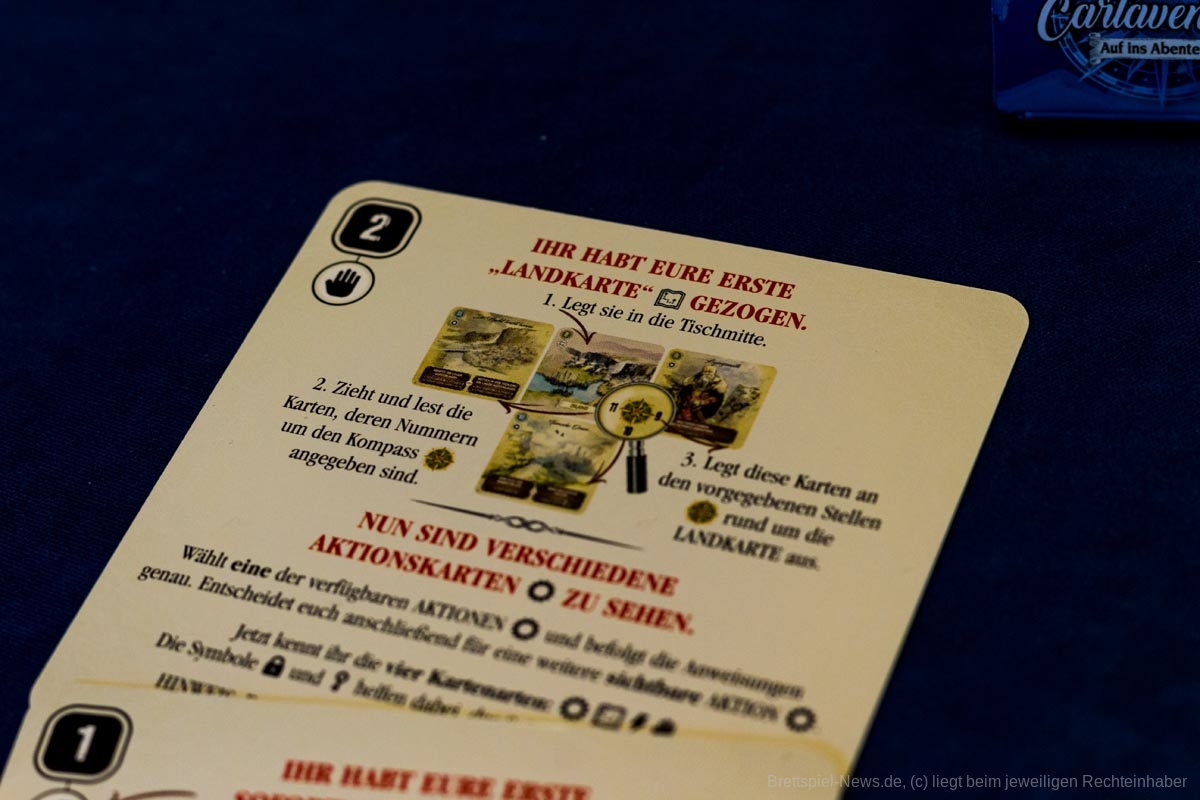 Carlaven
Auf ins Abente
2
IHR HABT EURE ERSTE
„LANDKARTE“ GEZOGEN.
1. Legt sie in die Tischmitte.
2. Zieht und lest die
Karten, deren Nummern
um den Kompass
angegeben sind.
11 9
3. Legt diese Karten an
den vorgegebenen Stellen
rund um die
LANDKARTE aus.
NUN SIND VERSCHIEDENE
AKTIONSKARTEN ZU SEHEN.
Wählt eine der verfügbaren AKTIONEN und befolgt die Anweisungen
genau. Entscheidet euch anschließend für eine weitere sichtbare AKTION.
Jetzt kennt ihr die vier Kartenarten:
Die Symbole und helfen dabei,
HINWEIS
1
IHR HABT EURE ERSTE
Brettspiel-News.de, (c) liegt beim jeweiligen Rechteinhaber